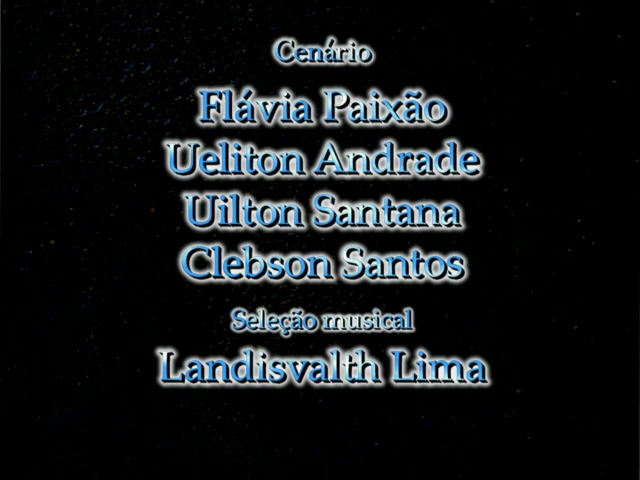 Cenário
Flávia Paixão
Ueliton Andrade
Uilton Santana
Clebson Santos
Seleção musical
Landisvalth Lima